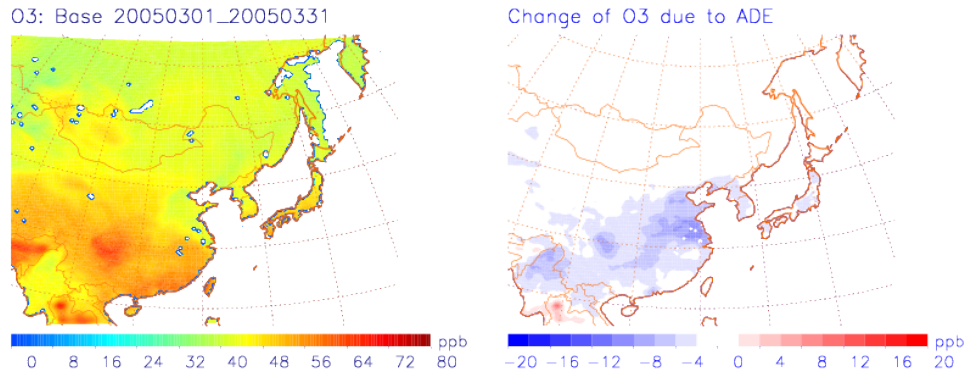 O3: Base 20050301_20050331
Change of O3 due to ADE
ppb
0 8 16 24 32 40 48 56 64 72 80
ppb
-20 -16 -12 -8 -4 0 4 8 12 16 20